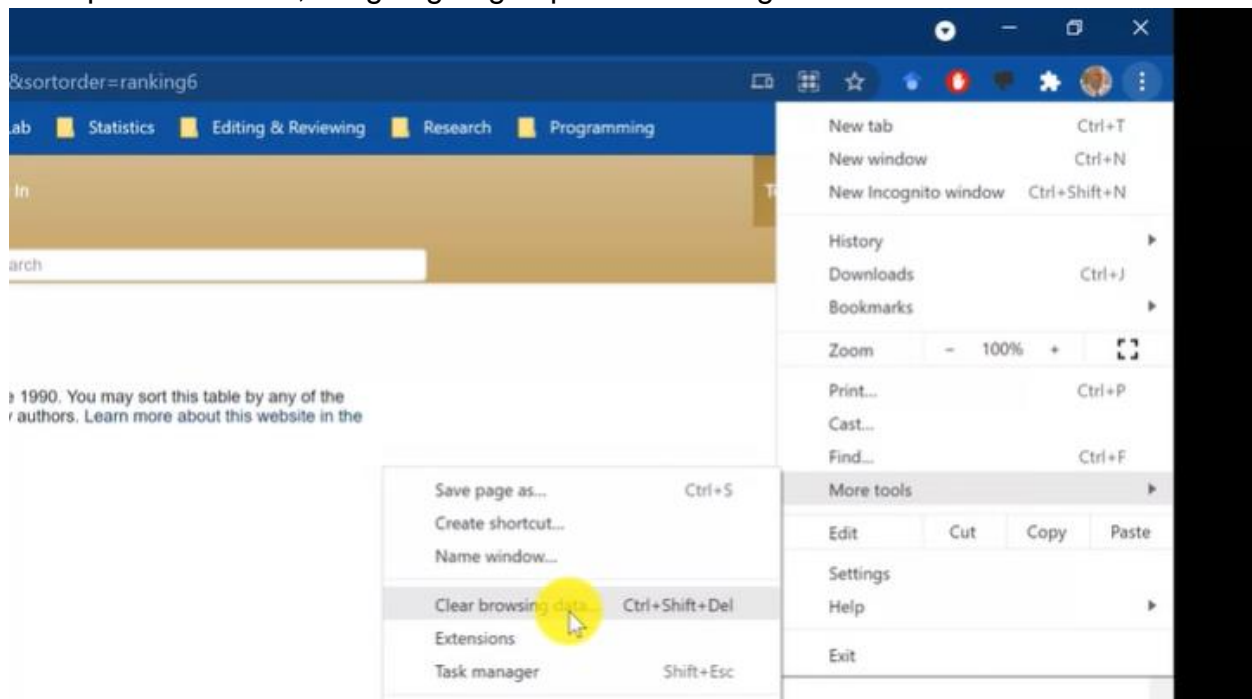 &sortorder=ranking6
Statistics Editing & Reviewing Research Programming
In
arch
1990. You may sort this table by any of the
authors. Learn more about this website in the
New tab Ctrl+T
New window Ctrl+N
New Incognito window Ctrl+Shift+N
History
Downloads Ctrl+J
Bookmarks
Zoom - 100% +
Print... Ctrl+P
Cast...
Find... Ctrl+F
More tools
Edit Cut Copy Paste
Settings
Help
Exit
Save page as... Ctrl+S
Create shortcut...
Name window...
Clear browsing data... Ctrl+Shift+Del
Extensions
Task manager Shift+Esc